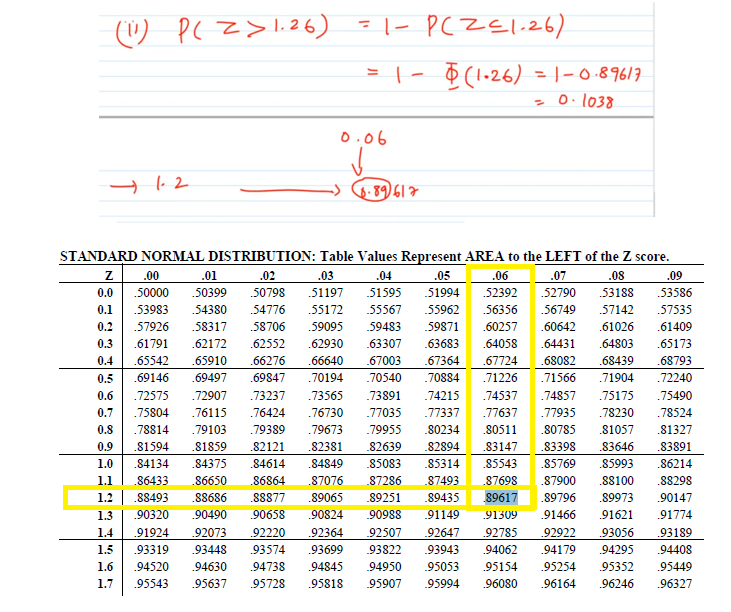 (ii) P( Z > 1.26) = 1 - P( Z ≤ 1.26)
= 1 - Φ (1.26) = 1 - 0.89617
= 0.1038
0.06
→ 1.2 → 0.89617
STANDARD NORMAL DISTRIBUTION: Table Values Represent AREA to the LEFT of the Z score.
Z .00 .01 .02 .03 .04 .05 .06 .07 .08 .09
0.0 .50000 .50399 .50798 .51197 .51595 .51994 .52392 .52790 .53188 .53586
0.1 .53983 .54380 .54776 .55172 .55567 .55962 .56356 .56749 .57142 .57535
0.2 .57926 .58317 .58706 .59095 .59483 .59871 .60257 .60642 .61026 .61409
0.3 .61791 .62172 .62552 .62930 .63307 .63683 .64058 .64431 .64803 .65173
0.4 .65542 .65910 .66276 .66640 .67003 .67364 .67724 .68082 .68439 .68793
0.5 .69146 .69497 .69847 .70194 .70540 .70884 .71226 .71566 .71904 .72240
0.6 .72575 .72907 .73237 .73565 .73891 .74215 .74537 .74857 .75175 .75490
0.7 .75804 .76115 .76424 .76730 .77035 .77337 .77637 .77935 .78230 .78524
0.8 .78814 .79103 .79389 .79673 .79955 .80234 .80511 .80785 .81057 .81327
0.9 .81594 .81859 .82121 .82381 .82639 .82894 .83147 .83398 .83646 .83891
1.0 .84134 .84375 .84614 .84849 .85083 .85314 .85543 .85769 .85993 .86214
1.1 .86433 .86650 .86864 .87076 .87286 .87493 .87698 .87900 .88100 .88298
1.2 .88493 .88686 .88877 .89065 .89251 .89435 .89617 .89796 .89973 .90147
1.3 .90320 .90490 .90658 .90824 .90988 .91149 .91309 .91466 .91621 .91774
1.4 .91924 .92073 .92220 .92364 .92507 .92647 .92785 .92922 .93056 .93189
1.5 .93319 .93448 .93574 .93699 .93822 .93943 .94062 .94179 .94295 .94408
1.6 .94520 .94630 .94738 .94845 .94950 .95053 .95154 .95254 .95352 .95449
1.7 .95543 .95637 .95728 .95818 .95907 .95994 .96080 .96164 .96246 .96327